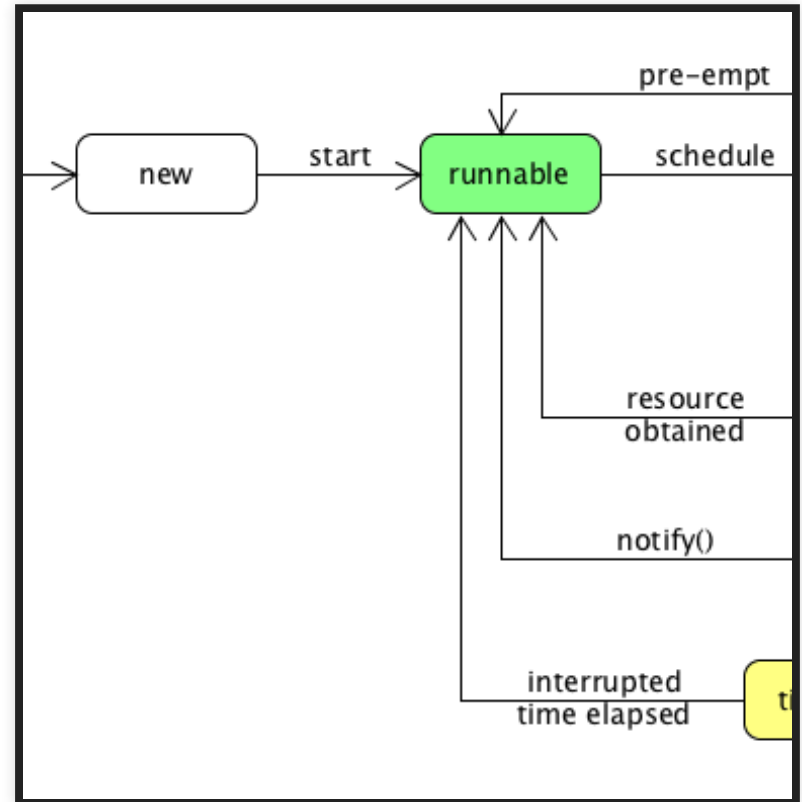 pre-empt
new
start
runnable
schedule
resource
obtained
notify()
interrupted
time elapsed